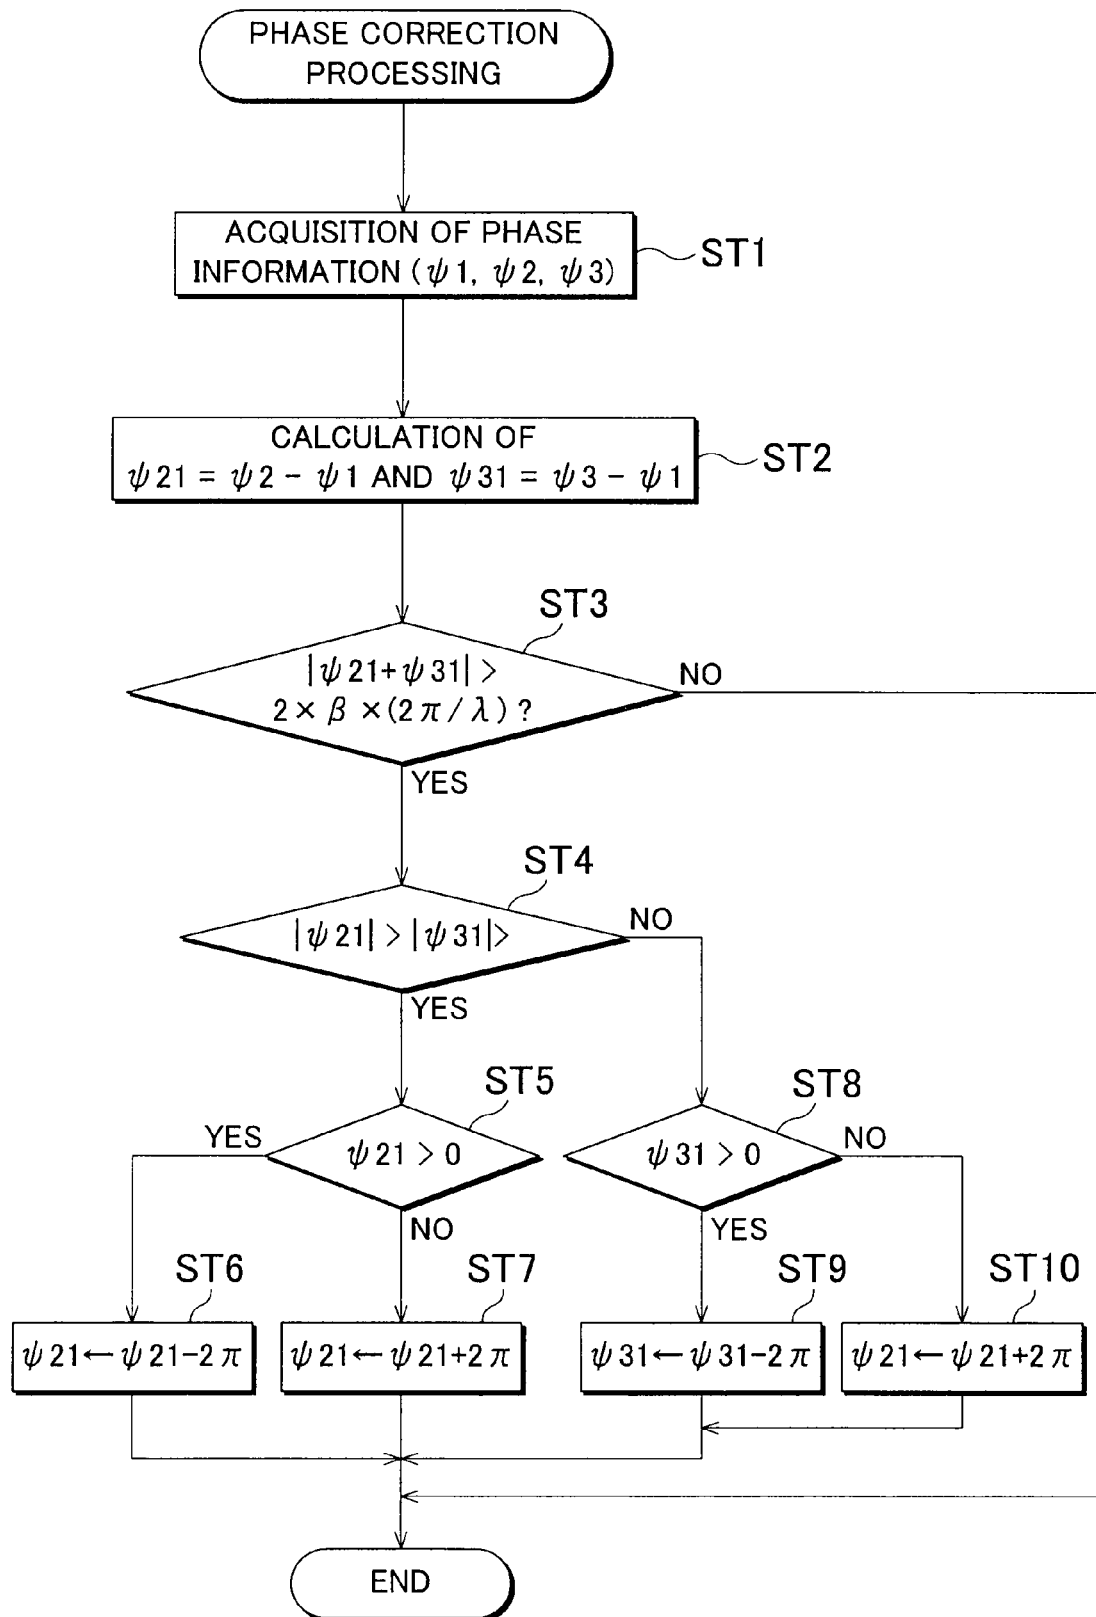 PHASE CORRECTION
PROCESSING
ACQUISITION OF PHASE
INFORMATION (ψ1, ψ2, ψ3)
ST1
CALCULATION OF
ψ21 = ψ2 - ψ1 AND ψ31 = ψ3 - ψ1
ST2
ST3
|ψ21+ψ31| >
2 × β × (2π/λ) ?
NO
YES
ST4
|ψ21| > |ψ31|>
NO
YES
ST5
ST8
YES
ψ21 > 0
ψ31 > 0
NO
NO
YES
ST6
ST7
ST9
ST10
ψ21←ψ21-2π
ψ21←ψ21+2π
ψ31←ψ31-2π
ψ21←ψ21+2π
END